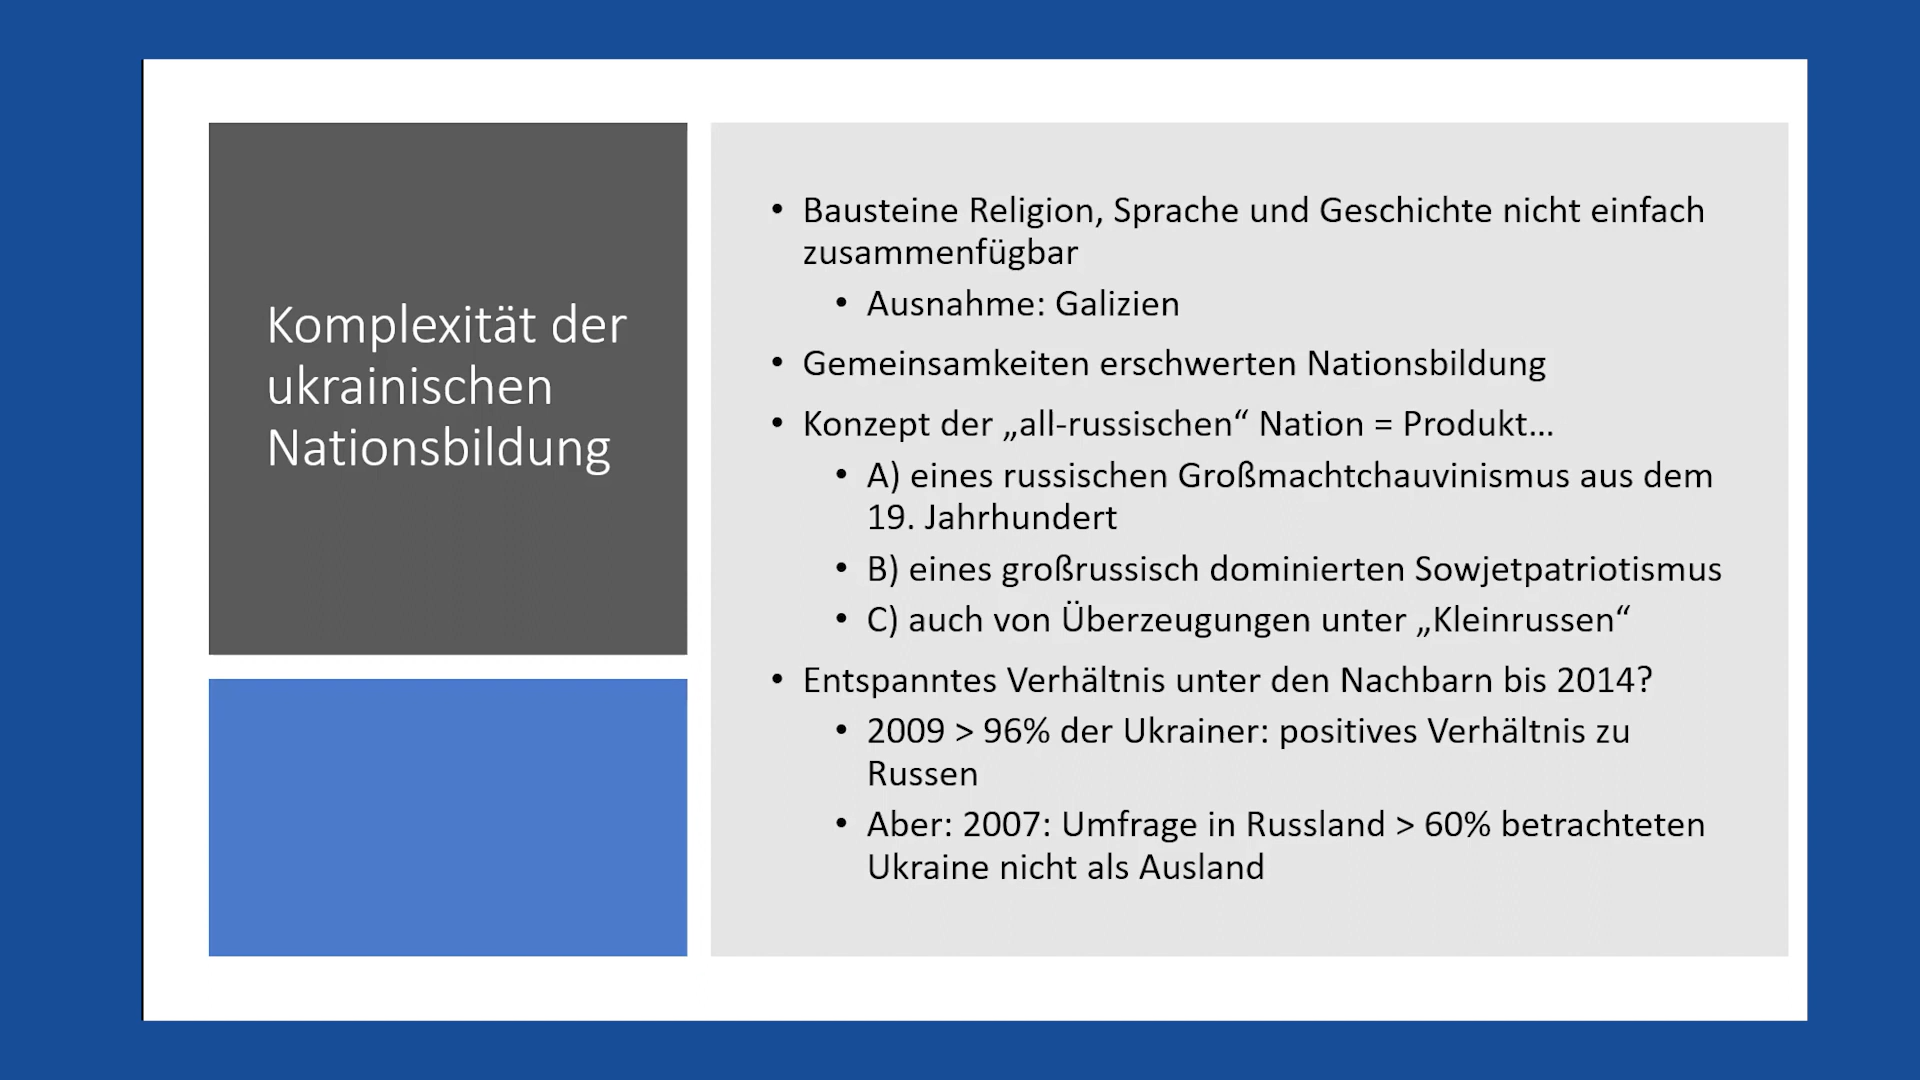 Komplexität der
ukrainischen
Nationsbildung
• Bausteine Religion, Sprache und Geschichte nicht einfach
zusammenfügbar
• Ausnahme: Galizien
• Gemeinsamkeiten erschwerten Nationsbildung
• Konzept der „all-russischen“ Nation = Produkt…
• A) eines russischen Großmachtchauvinismus aus dem
19. Jahrhundert
• B) eines großrussisch dominierten Sowjetpatriotismus
• C) auch von Überzeugungen unter „Kleinrussen“
• Entspanntes Verhältnis unter den Nachbarn bis 2014?
• 2009 > 96% der Ukrainer: positives Verhältnis zu
Russen
• Aber: 2007: Umfrage in Russland > 60% betrachteten
Ukraine nicht als Ausland